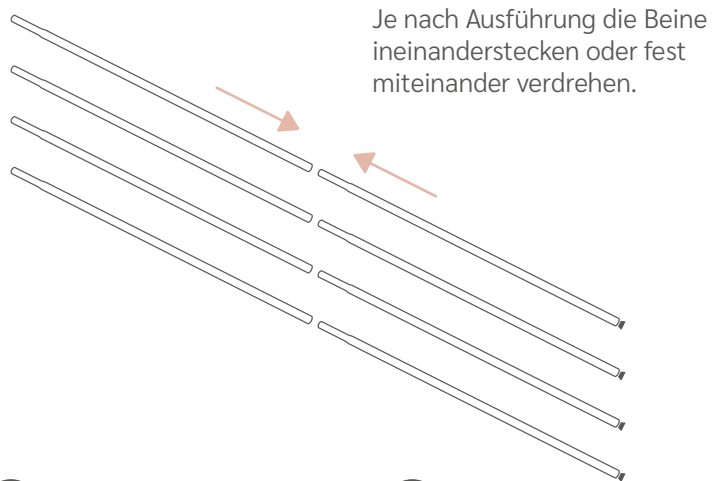 Je nach Ausführung die Beine
ineinanderstecken oder fest
miteinander verdrehen.